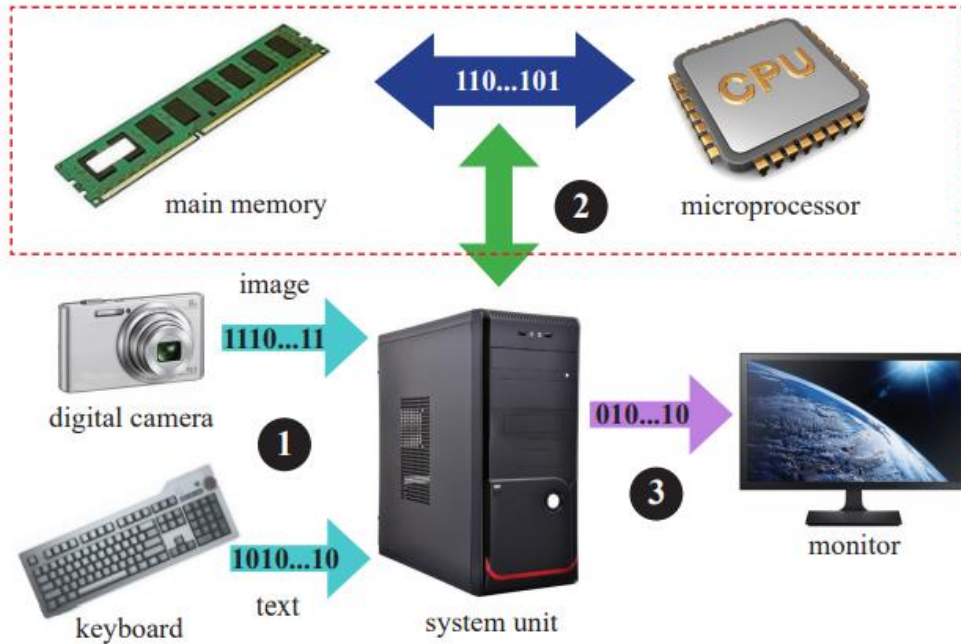 110...101
CPU
main memory
2
microprocessor
image
1110...11
digital camera
1
010...10
3
monitor
1010...10
text
keyboard
system unit